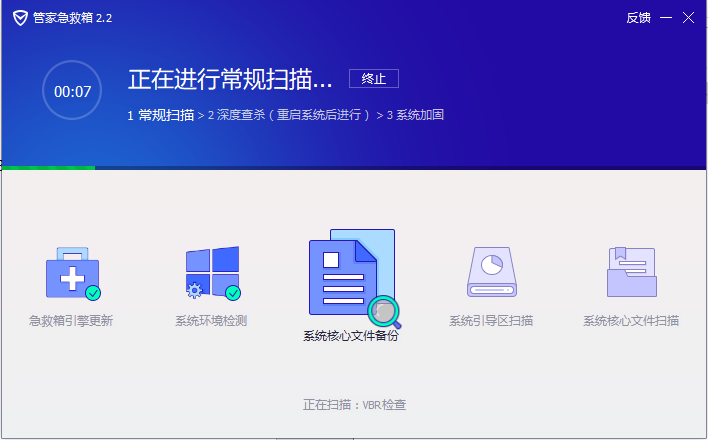 管家急救箱 2.2
反馈
00:07
正在进行常规扫描...
终止
1 常规扫描 > 2 深度查杀（重启系统后进行） > 3 系统加固
急救箱引擎更新
系统环境检测
系统核心文件备份
系统引导区扫描
系统核心文件扫描
正在扫描：VBR检查